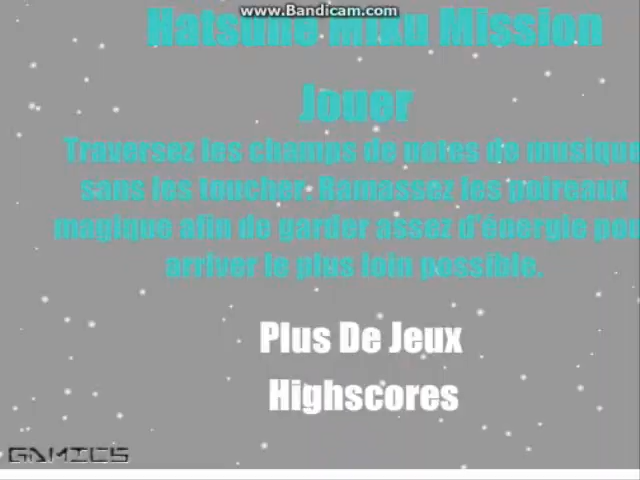 www.Bandicam.com
Hatsune Miku Mission
Jouer
Traversez les champs de notes de musique
sans les toucher. Ramassez les poireaux
magique afin de garder assez d'énergie pou
arriver le plus loin possible.
Plus De Jeux
Highscores
GAMICS